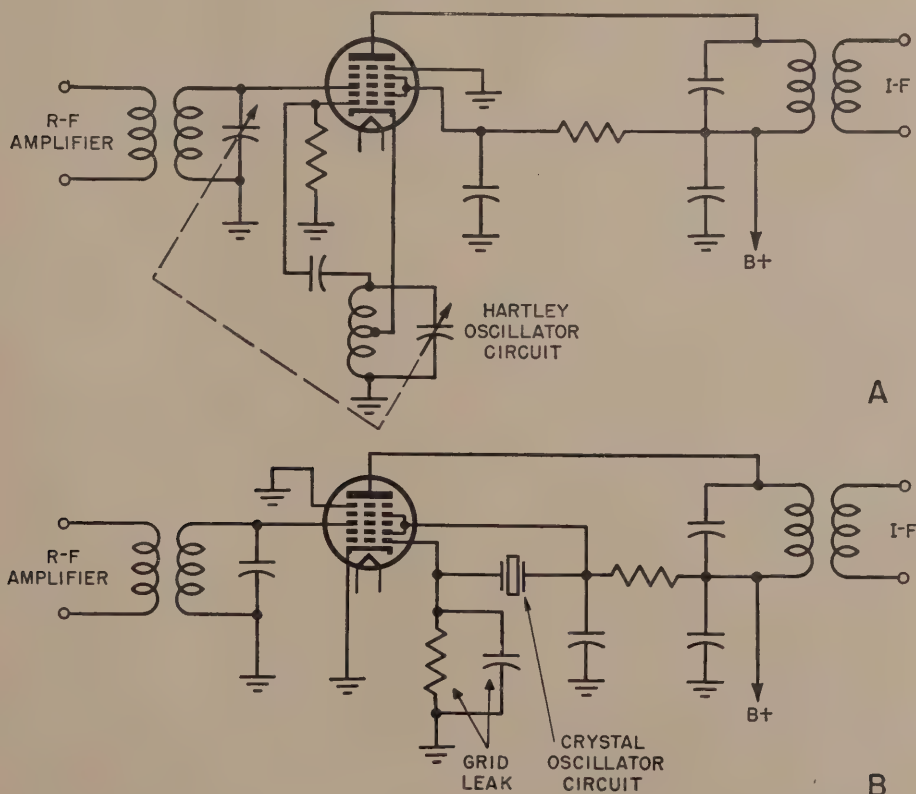 R-F
AMPLIFIER
I-F
B+
HARTLEY
OSCILLATOR
CIRCUIT
A
R-F
AMPLIFIER
I-F
B+
GRID
LEAK
CRYSTAL
OSCILLATOR
CIRCUIT
B